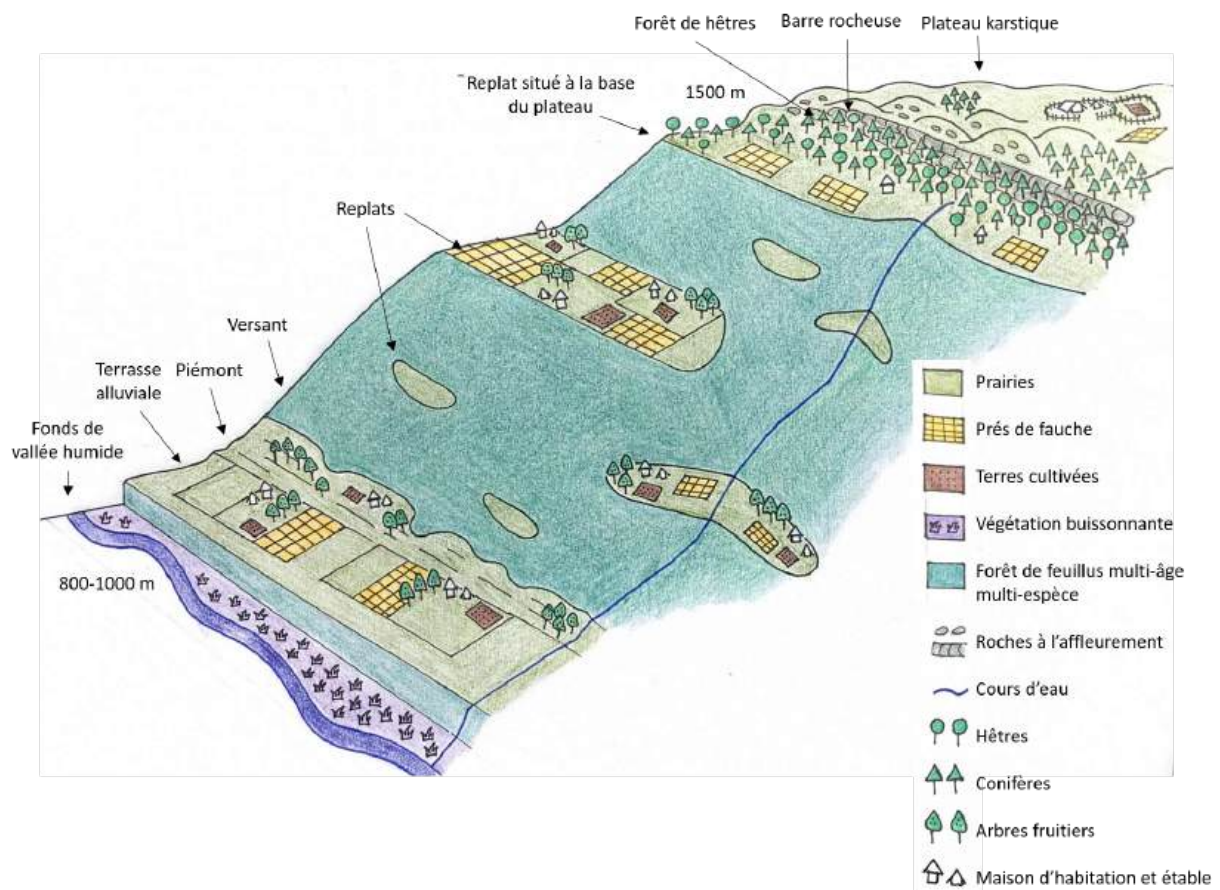 Forêt de hêtres
Barre rocheuse
Plateau karstique
Replat situé à la base
du plateau
1500 m
Replats
Versant
Terrasse
alluviale
Piémont
Fonds de
vallée humide
800-1000 m
Prairies
Prés de fauche
Terres cultivées
Végétation buissonnante
Forêt de feuillus multi-âge
multi-espèce
Roches à l'affleurement
Cours d'eau
Hêtres
Conifères
Arbres fruitiers
Maison d'habitation et étable